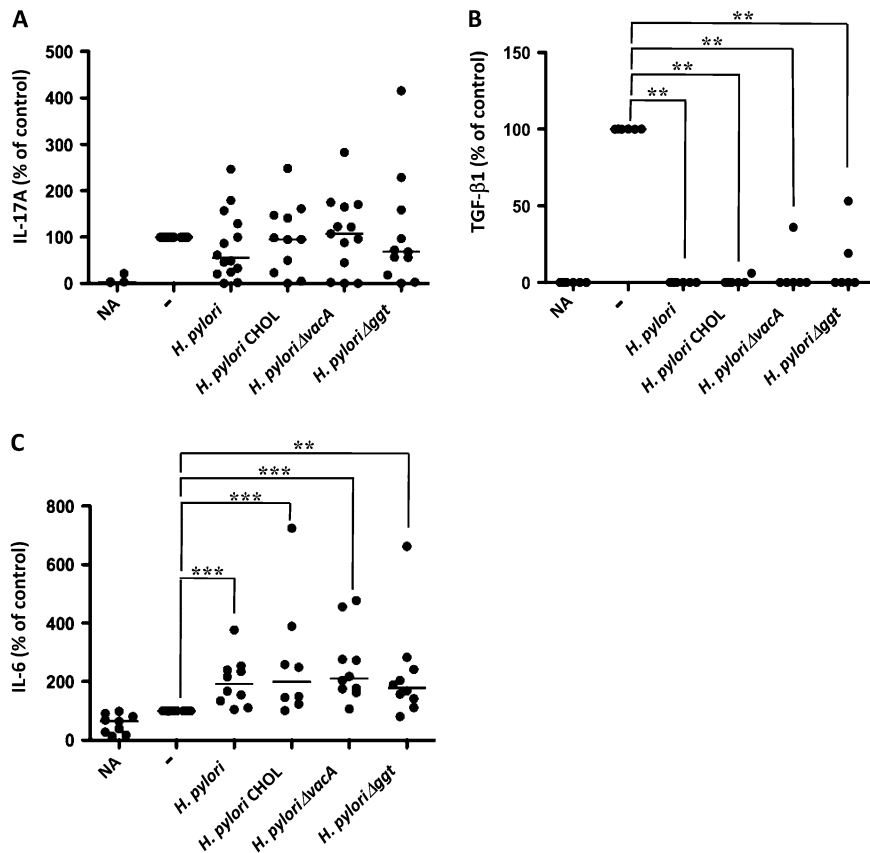 A
IL-17A (% of control)
500
400
300
200
100
0
NA
–
H. pylori
H. pylori CHOL
H. pylori ΔvacA
H. pylori Δggt
B
TGF-β1 (% of control)
150
100
50
0
**
**
**
**
NA
–
H. pylori
H. pylori CHOL
H. pylori ΔvacA
H. pylori Δggt
C
IL-6 (% of control)
800
600
400
200
0
**
***
***
***
NA
–
H. pylori
H. pylori CHOL
H. pylori ΔvacA
H. pylori Δggt